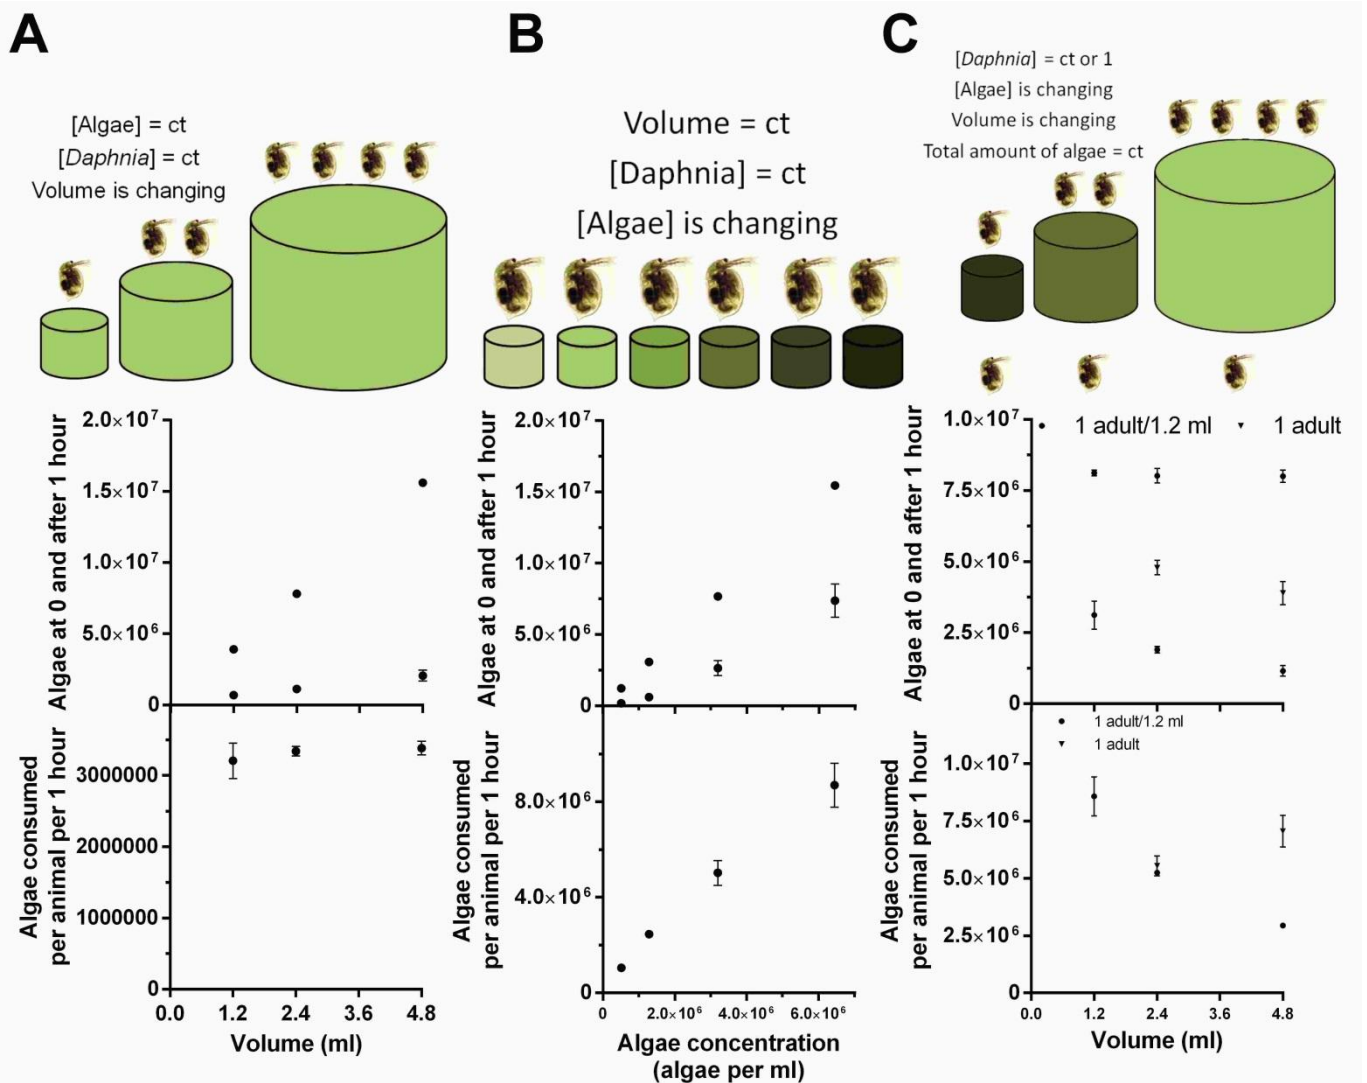 A
[Algae] = ct
[Daphnia] = ct
Volume is changing
Algae at 0 and after 1 hour
2.0×10⁷
1.5×10⁷
1.0×10⁷
5.0×10⁶
0
Algae consumed
per animal per 1 hour
3000000
2000000
1000000
0
0.0 1.2 2.4 3.6 4.8
Volume (ml)
B
Volume = ct
[Daphnia] = ct
[Algae] is changing
Algae at 0 and after 1 hour
2.0×10⁷
1.5×10⁷
1.0×10⁷
5.0×10⁶
0
Algae consumed
per animal per 1 hour
8.0×10⁶
4.0×10⁶
0
0 2.0×10⁶ 4.0×10⁶ 6.0×10⁶
Algae concentration
(algae per ml)
C
[Daphnia] = ct or 1
[Algae] is changing
Volume is changing
Total amount of algae = ct
Algae at 0 and after 1 hour
1.0×10⁷
7.5×10⁶
5.0×10⁶
2.5×10⁶
0
1 adult/1.2 ml 1 adult
Algae consumed
per animal per 1 hour
1 adult/1.2 ml
1 adult
1.0×10⁷
7.5×10⁶
5.0×10⁶
2.5×10⁶
0
0.0 1.2 2.4 3.6 4.8
Volume (ml)